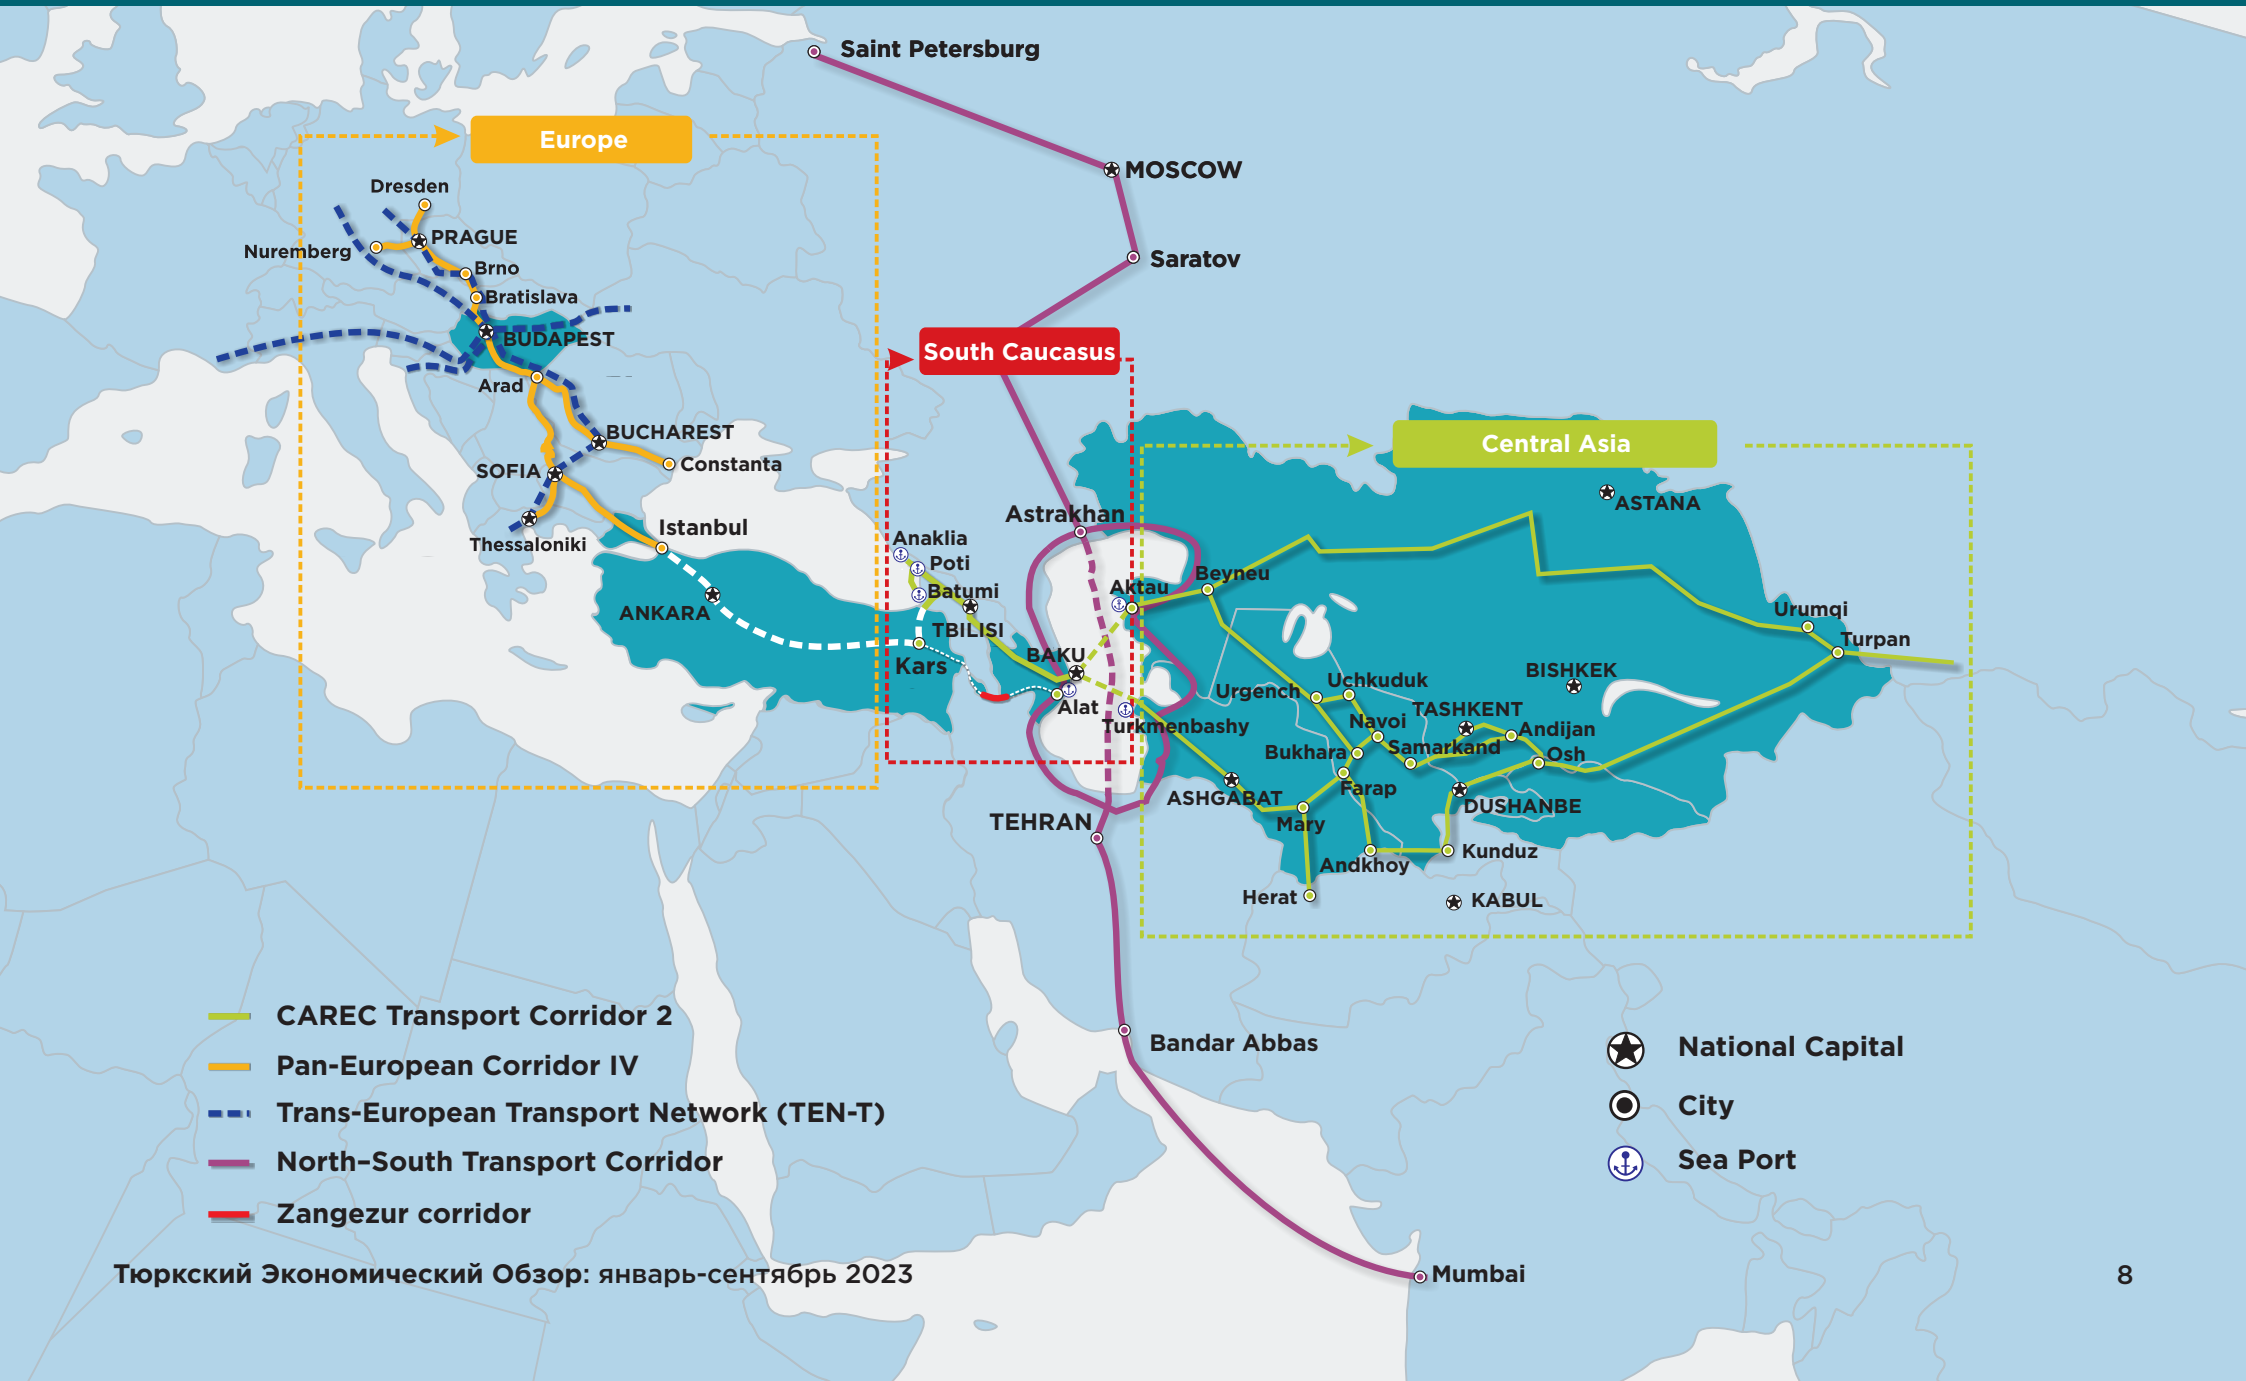 Saint Petersburg
Europe
MOSCOW
Dresden
PRAGUE
Nuremberg
Brno
Saratov
Bratislava
BUDAPEST
South Caucasus
Arad
BUCHAREST
Central Asia
SOFIA
Constanta
ASTANA
Astrakhan
Istanbul
Anaklia
Thessaloniki
Poti
Beyneu
Aktau
Batumi
ANKARA
Urumqi
TBILISI
Turpan
BAKU
Kars
BISHKEK
Uchkuduk
Urgench
Alat
TASHKENT
Navoi
Turkmenbashy
Andijan
Samarkand
Bukhara
Osh
Farap
ASHGABAT
DUSHANBE
TEHRAN
Mary
Kunduz
Andkhoy
Herat
KABUL
CAREC Transport Corridor 2
Bandar Abbas
National Capital
Pan-European Corridor IV
City
Trans-European Transport Network (TEN-T)
North–South Transport Corridor
Sea Port
Zangezur corridor
Mumbai
Тюркский Экономический Обзор: январь-сентябрь 2023
8